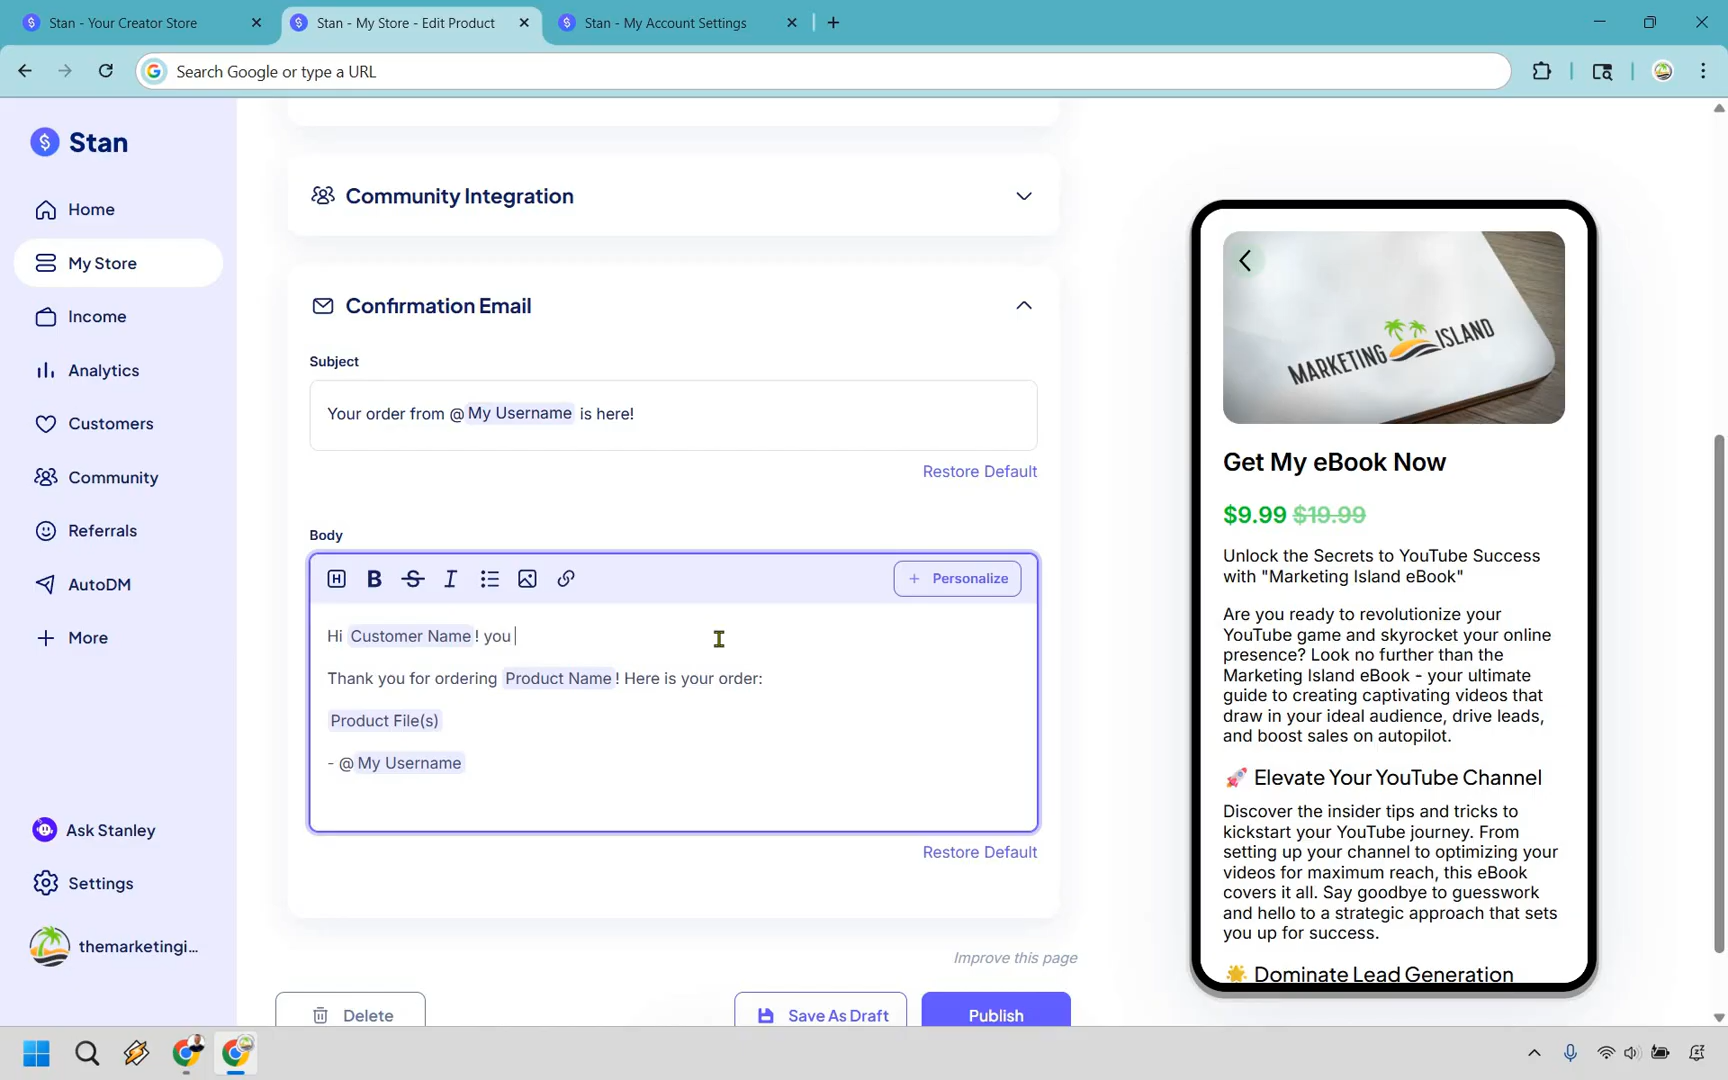 Stan - Your Creator Store
Stan - My Store - Edit Product
Stan - My Account Settings
Search Google or type a URL
Stan
Home
My Store
Income
Analytics
Customers
Community
Referrals
AutoDM
More
Ask Stanley
Settings
themarketingi...
Community Integration
Confirmation Email
Subject
Your order from @My Username is here!
Restore Default
Body
H B S I
+ Personalize
Hi Customer Name! you
Thank you for ordering Product Name! Here is your order:
Product File(s)
- @My Username
Restore Default
Improve this page
Delete
Save As Draft
Publish
MARKETING ISLAND
Get My eBook Now
$9.99 $19.99
Unlock the Secrets to YouTube Success
with "Marketing Island eBook"
Are you ready to revolutionize your
YouTube game and skyrocket your online
presence? Look no further than the
Marketing Island eBook - your ultimate
guide to creating captivating videos that
draw in your ideal audience, drive leads,
and boost sales on autopilot.
🚀 Elevate Your YouTube Channel
Discover the insider tips and tricks to
kickstart your YouTube journey. From
setting up your channel to optimizing your
videos for maximum reach, this eBook
covers it all. Say goodbye to guesswork
and hello to a strategic approach that sets
you up for success.
🌟 Dominate Lead Generation